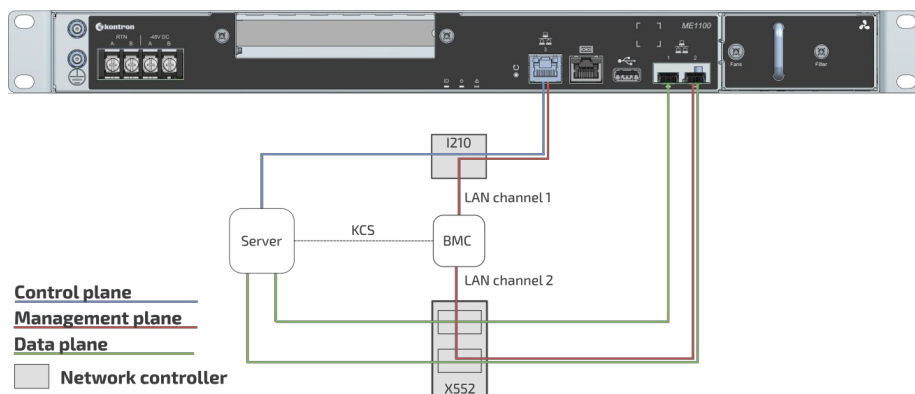 kontron
ME1100
RTN -48V DC
A B A B
3
1 2
Fans
Filter
I210
LAN channel 1
Server
KCS
BMC
LAN channel 2
Control plane
Management plane
Data plane
Network controller
X552